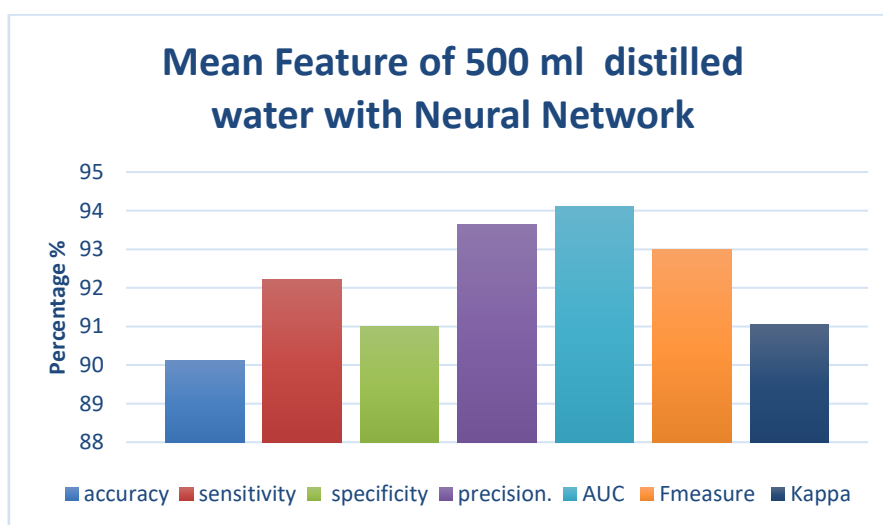 Mean Feature of 500 ml distilled
water with Neural Network
Percentage %
95
94
93
92
91
90
89
88
accuracy sensitivity specificity precision. AUC Fmeasure Kappa